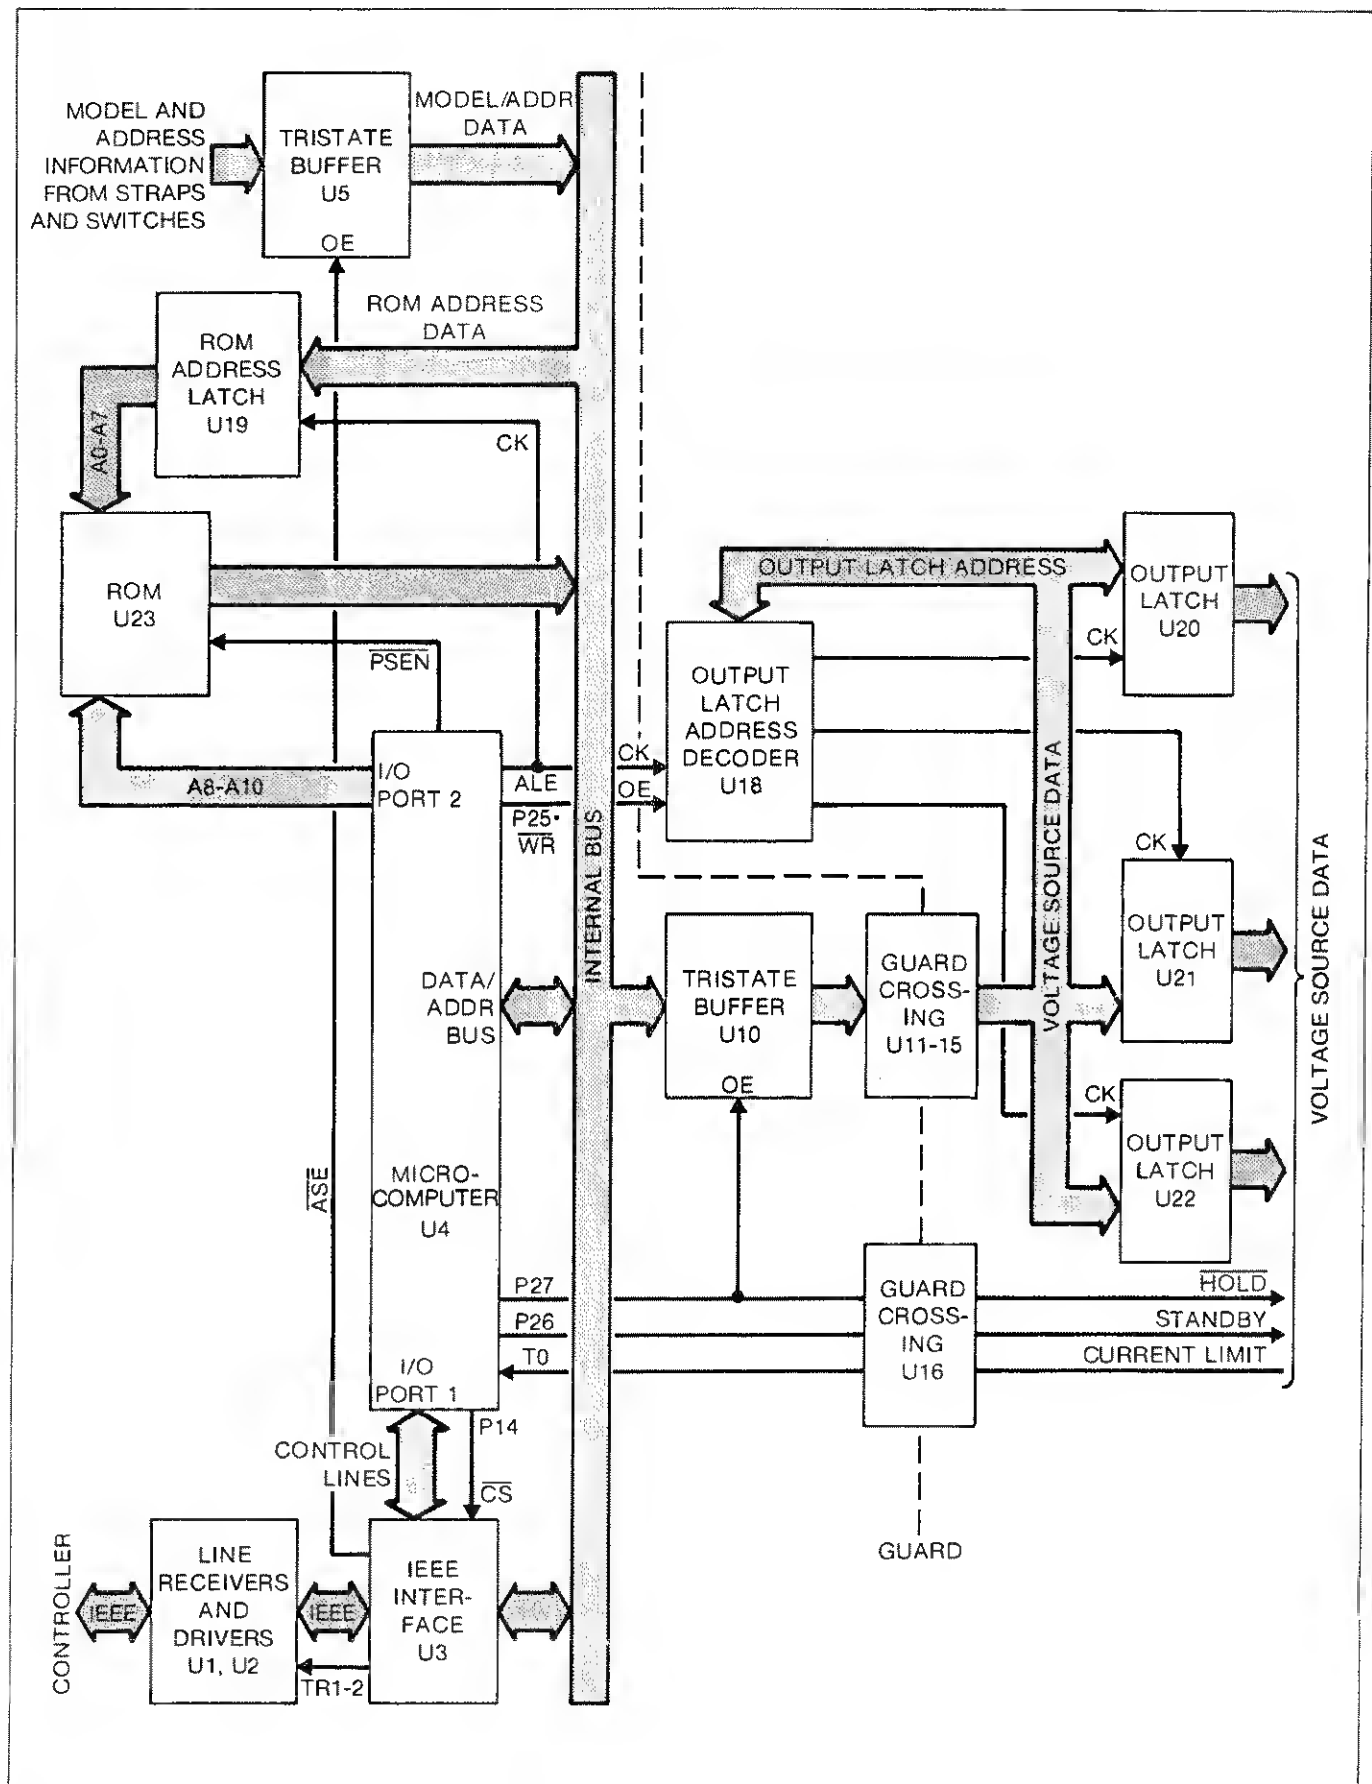 MODEL AND
ADDRESS
INFORMATION
FROM STRAPS
AND SWITCHES
TRISTATE
BUFFER
U5
OE
MODEL/ADDR
DATA
ROM ADDRESS
DATA
ROM
ADDRESS
LATCH
U19
CK
A0-A7
ROM
U23
PSEN
A8-A10
I/O
PORT 2
ALE
P25•
WR
CK
OE
INTERNAL BUS
OUTPUT LATCH ADDRESS
OUTPUT
LATCH
ADDRESS
DECODER
U18
OUTPUT
LATCH
U20
CK
CK
OUTPUT
LATCH
U21
VOLTAGE SOURCE DATA
VOLTAGE SOURCE DATA
DATA/
ADDR
BUS
TRISTATE
BUFFER
U10
OE
GUARD
CROSS-
ING
U11-15
CK
OUTPUT
LATCH
U22
ASE
MICRO-
COMPUTER
U4
P27
P26
T0
GUARD
CROSS-
ING
U16
HOLD
STANDBY
CURRENT LIMIT
I/O
PORT 1
P14
CONTROL
LINES
CS
GUARD
CONTROLLER
IEEE
LINE
RECEIVERS
AND
DRIVERS
U1, U2
IEEE
TR1-2
IEEE
INTER-
FACE
U3